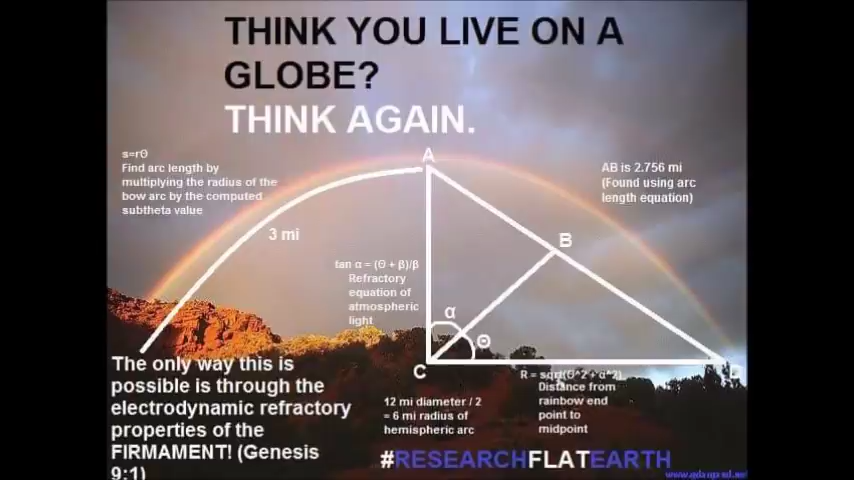 THINK YOU LIVE ON A
GLOBE?
THINK AGAIN.
s=rΘ
Find arc length by
multiplying the radius of the
bow arc by the computed
subtheta value
A
AB is 2.756 mi
(Found using arc
length equation)
3 mi
B
tan α = (Θ + β)/β
Refractory
equation of
atmospheric
light
α
Θ
C
D
The only way this is
possible is through the
electrodynamic refractory
properties of the
FIRMAMENT! (Genesis
9:1)
12 mi diameter / 2
= 6 mi radius of
hemispheric arc
R = sqrt(Θ^2 + α^2)
Distance from
rainbow end
point to
midpoint
#RESEARCHFLATEARTH